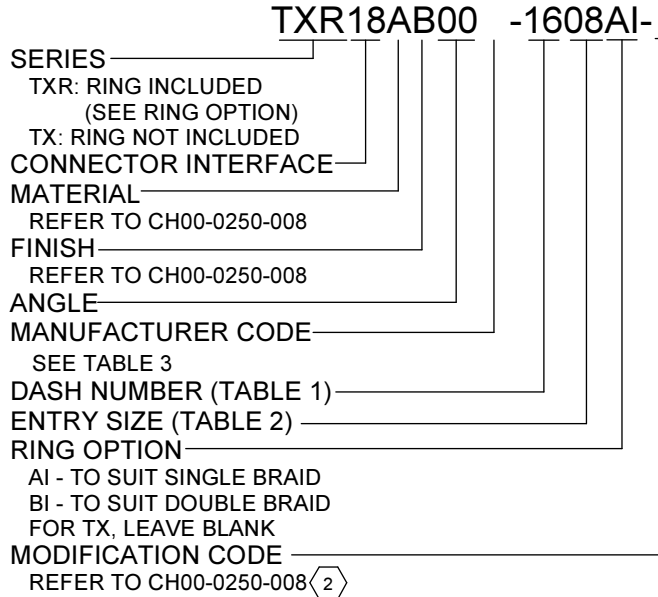 TXR18AB00 -1608AI-
SERIES
TXR: RING INCLUDED
(SEE RING OPTION)
TX: RING NOT INCLUDED
CONNECTOR INTERFACE
MATERIAL
REFER TO CH00-0250-008
FINISH
REFER TO CH00-0250-008
ANGLE
MANUFACTURER CODE
SEE TABLE 3
DASH NUMBER (TABLE 1)
ENTRY SIZE (TABLE 2)
RING OPTION
AI - TO SUIT SINGLE BRAID
BI - TO SUIT DOUBLE BRAID
FOR TX, LEAVE BLANK
MODIFICATION CODE
REFER TO CH00-0250-008 2